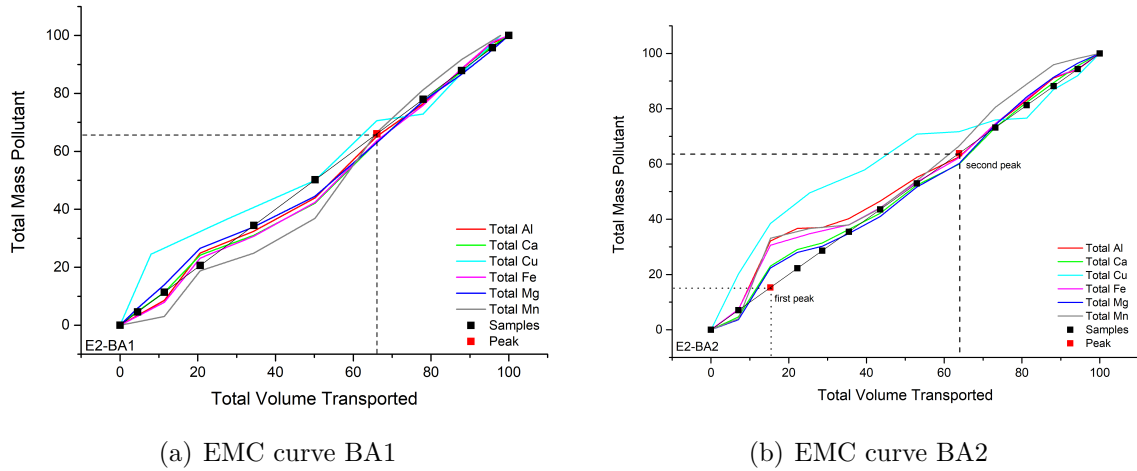 100
80
60
40
20
0
Total Mass Pollutant
Total Al
Total Ca
Total Cu
Total Fe
Total Mg
Total Mn
Samples
Peak
E2-BA1
0 20 40 60 80 100
Total Volume Transported
(a) EMC curve BA1
100
80
60
40
20
0
Total Mass Pollutant
second peak
first peak
Total Al
Total Ca
Total Cu
Total Fe
Total Mg
Total Mn
Samples
Peak
E2-BA2
0 20 40 60 80 100
Total Volume Transported
(b) EMC curve BA2